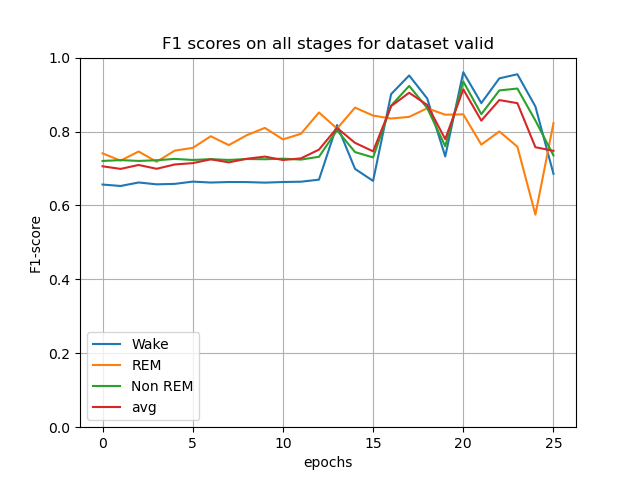 F1 scores on all stages for dataset valid
1.0
0.8
0.6
0.4
0.2
0.0
F1-score
Wake
REM
Non REM
avg
0 5 10 15 20 25
epochs